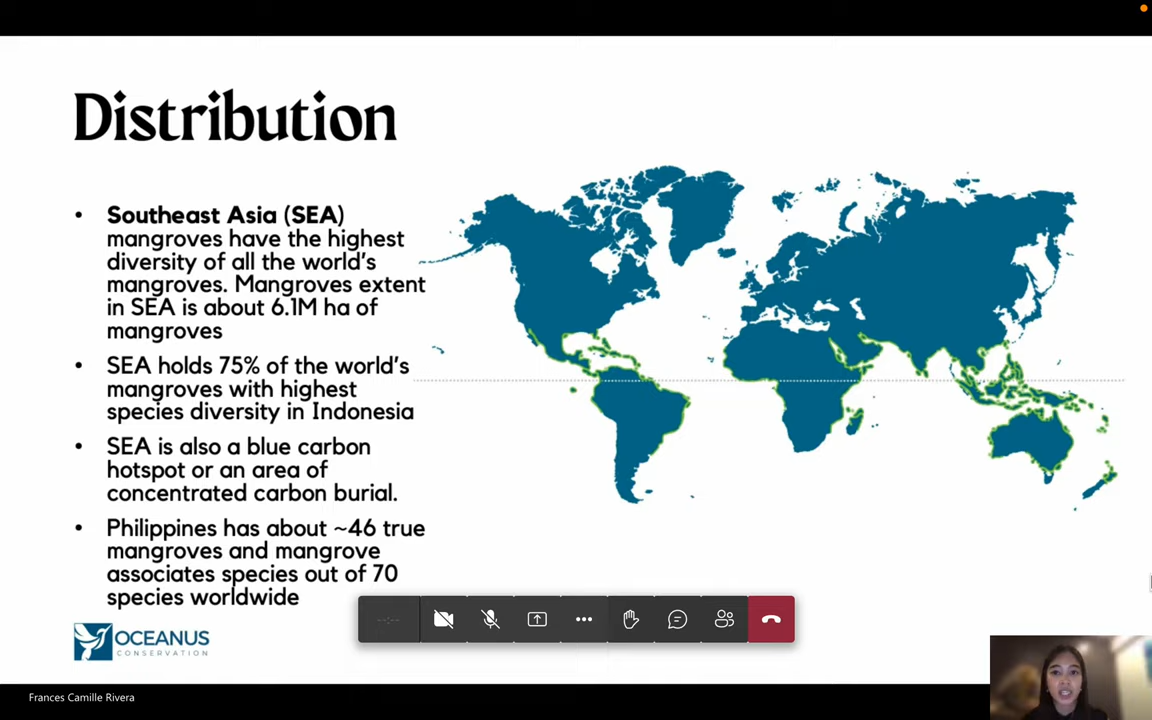 Distribution
• Southeast Asia (SEA)
mangroves have the highest
diversity of all the world's
mangroves. Mangroves extent
in SEA is about 6.1M ha of
mangroves
• SEA holds 75% of the world's
mangroves with highest
species diversity in Indonesia
• SEA is also a blue carbon
hotspot or an area of
concentrated carbon burial.
• Philippines has about ~46 true
mangroves and mangrove
associates species out of 70
species worldwide
--:--
OCEANUS
CONSERVATION
Frances Camille Rivera